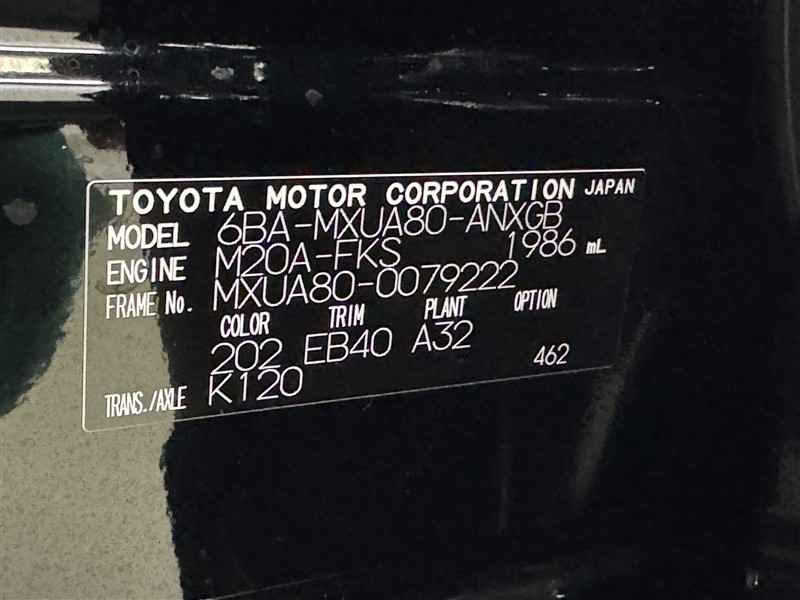 TOYOTA MOTOR CORPORATION JAPAN
MODEL 6BA-MXUA80-ANXGB
ENGINE M20A-FKS 1986 mL
FRAME No. MXUA80-0079222
COLOR TRIM PLANT OPTION
202 EB40 A32 462
TRANS./AXLE K120